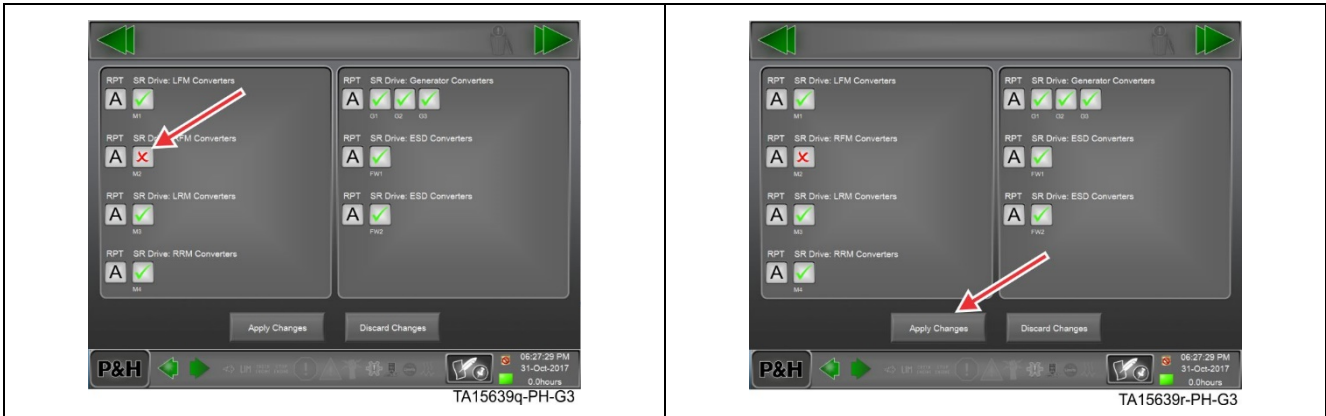 RPT SR Drive: LFM Converters
A
M1
RPT SR Drive: RFM Converters
A
M2
RPT SR Drive: LRM Converters
A
M3
RPT SR Drive: RRM Converters
A
M4
RPT SR Drive: Generator Converters
A
G1 G2 G3
RPT SR Drive: ESD Converters
A
FW1
RPT SR Drive: ESD Converters
A
FW2
Apply Changes Discard Changes
P&H
LIM
06:27:29 PM
31-Oct-2017
0.0hours
TA15639q-PH-G3
RPT SR Drive: LFM Converters
A
M1
RPT SR Drive: RFM Converters
A
M2
RPT SR Drive: LRM Converters
A
M3
RPT SR Drive: RRM Converters
A
M4
RPT SR Drive: Generator Converters
A
G1 G2 G3
RPT SR Drive: ESD Converters
A
FW1
RPT SR Drive: ESD Converters
A
FW2
Apply Changes Discard Changes
P&H
LIM
06:27:29 PM
31-Oct-2017
0.0hours
TA15639r-PH-G3